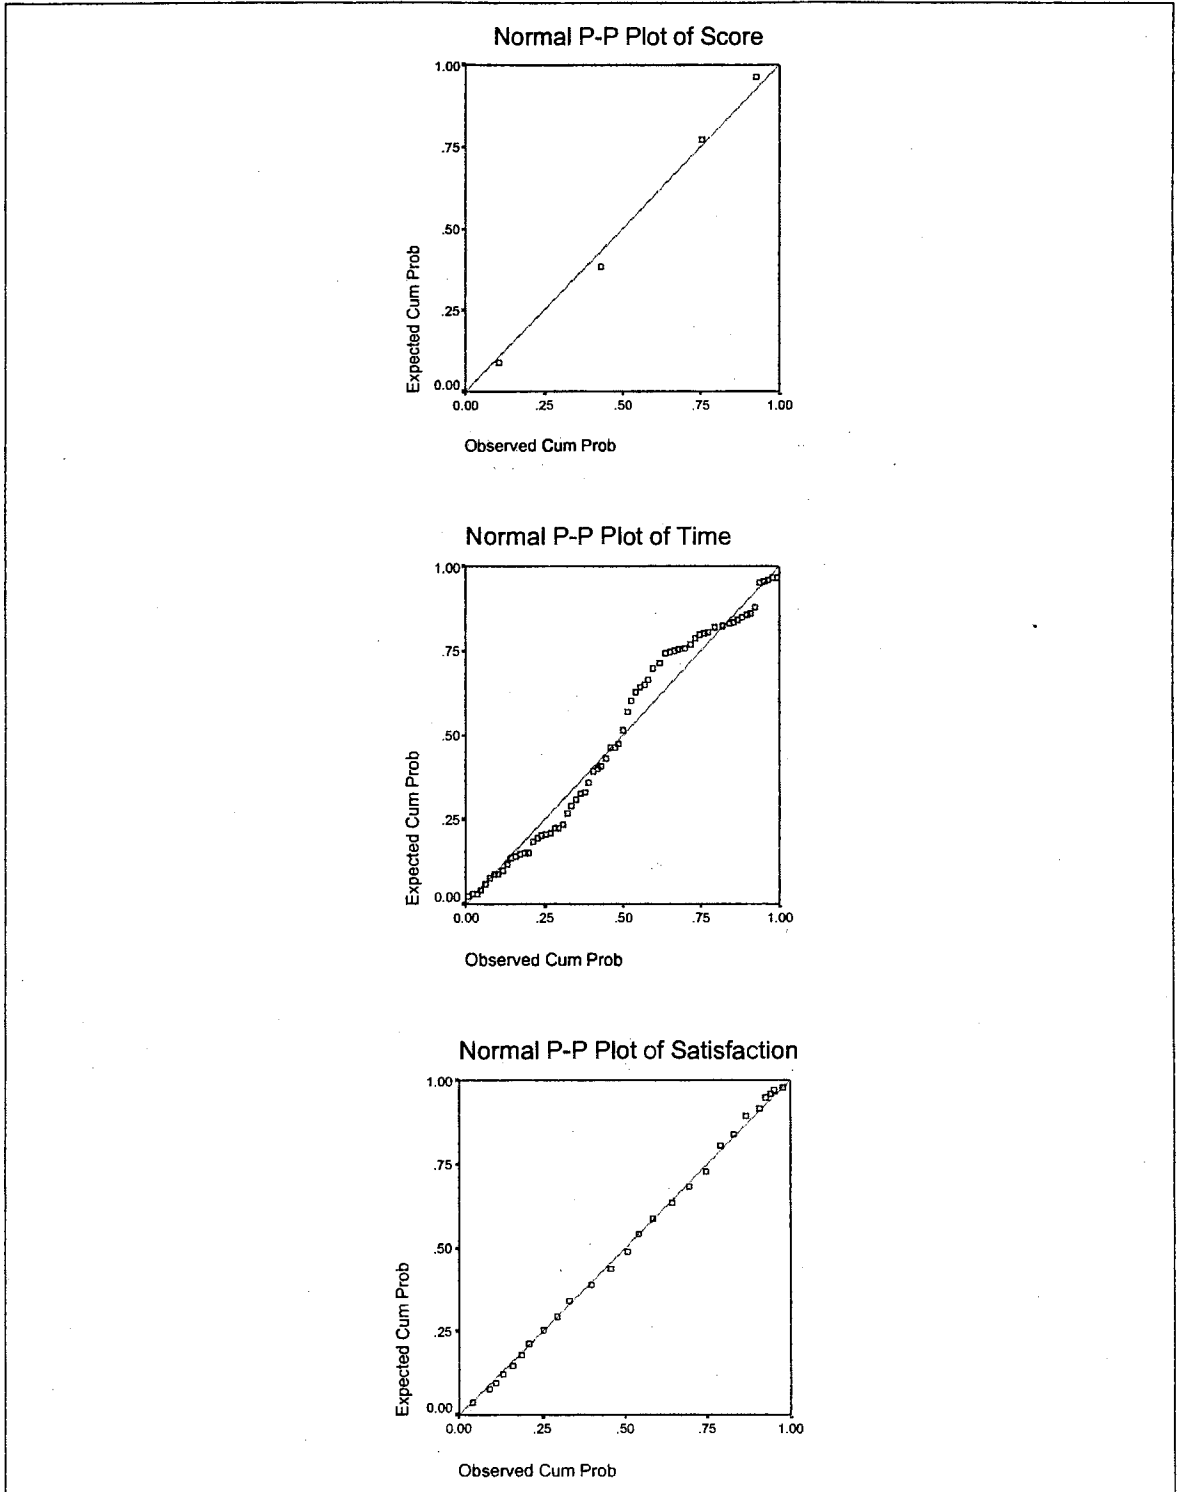 Normal P-P Plot of Score
1.00
.75
.50
.25
0.00
Expected Cum Prob
0.00 .25 .50 .75 1.00
Observed Cum Prob
Normal P-P Plot of Time
1.00
.75
.50
.25
0.00
Expected Cum Prob
0.00 .25 .50 .75 1.00
Observed Cum Prob
Normal P-P Plot of Satisfaction
1.00
.75
.50
.25
0.00
Expected Cum Prob
0.00 .25 .50 .75 1.00
Observed Cum Prob